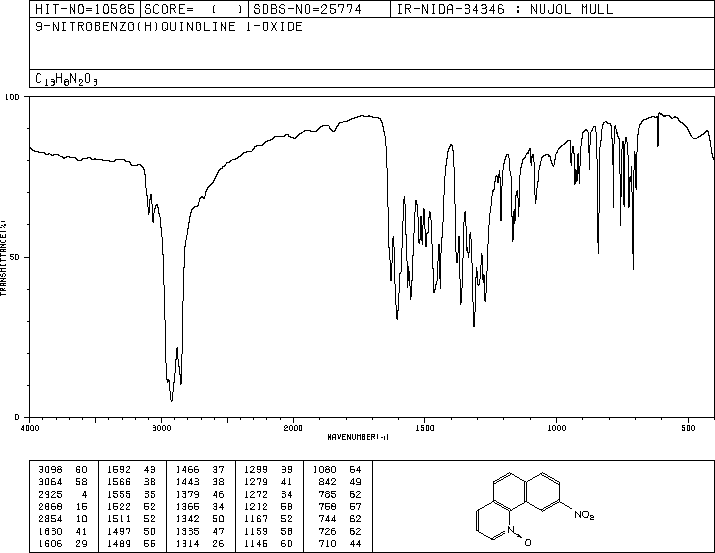 HIT-NO=10585 SCORE= ( ) SDBS-NO=25774 IR-NIDA-34346 : NUJOL MULL
9-NITROBENZO(H)QUINOLINE 1-OXIDE
C13H8N2O3
100
50
0
TRANSMITTANCE(%)
4000 3000 2000 1500 1000 500
WAVENUMBER(-1)
3098 60 1592 49 1466 37 1299 39 1080 64
3064 58 1566 38 1443 38 1279 41 842 49
2925 4 1555 35 1379 46 1272 34 785 62
2868 15 1522 52 1365 34 1212 58 758 57
2854 10 1511 52 1342 50 1167 52 744 62
1630 41 1497 50 1335 47 1159 58 726 62
1606 29 1489 55 1314 26 1146 60 710 44
NO2
N
O